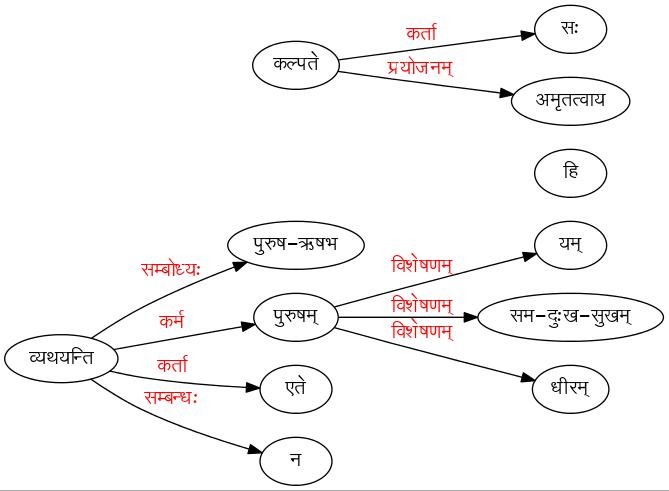 सः
कर्ता
कल्पते
प्रयोजनम्
अमृतत्वाय
हि
पुरुष-ऋषभ
यम्
सम्बोध्यः
विशेषणम्
विशेषणम्
कर्म
पुरुषम्
सम-दुःख-सुखम्
विशेषणम्
व्यथयन्ति
कर्ता
एते
धीरम्
सम्बन्धः
न